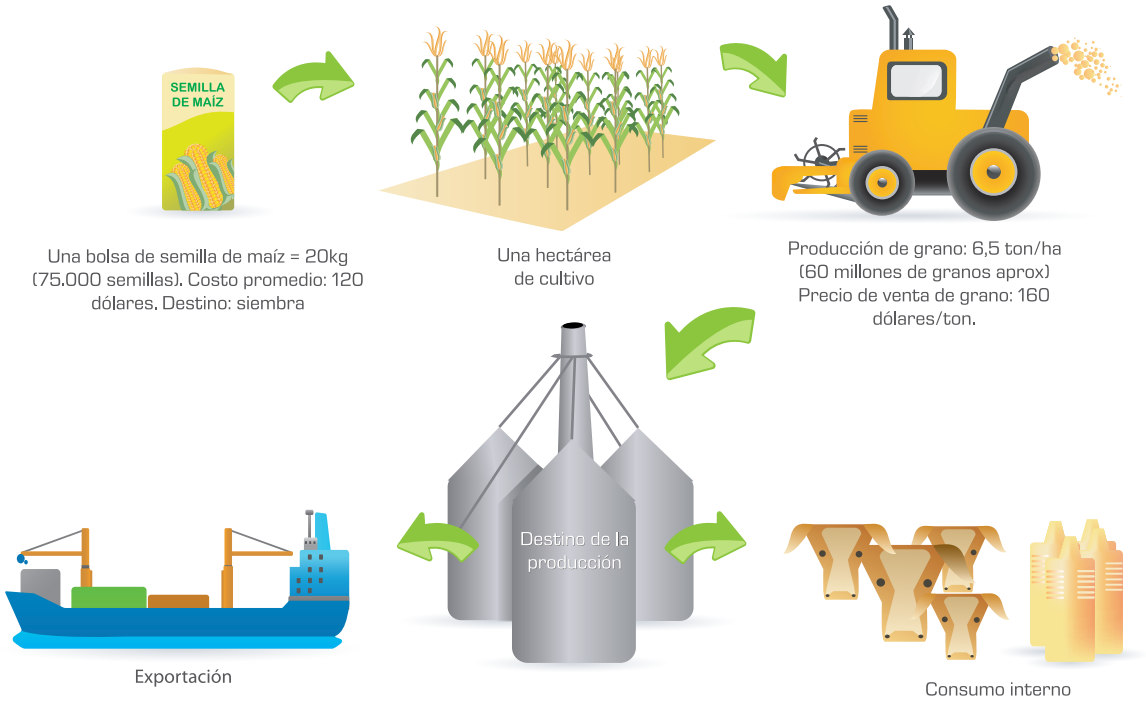 SEMILLA
DE MAÍZ
Una bolsa de semilla de maíz = 20kg
(75.000 semillas). Costo promedio: 120
dólares. Destino: siembra
Una hectárea
de cultivo
Producción de grano: 6,5 ton/ha
(60 millones de granos aprox)
Precio de venta de grano: 160
dólares/ton.
Destino de la
producción
Exportación
Consumo interno